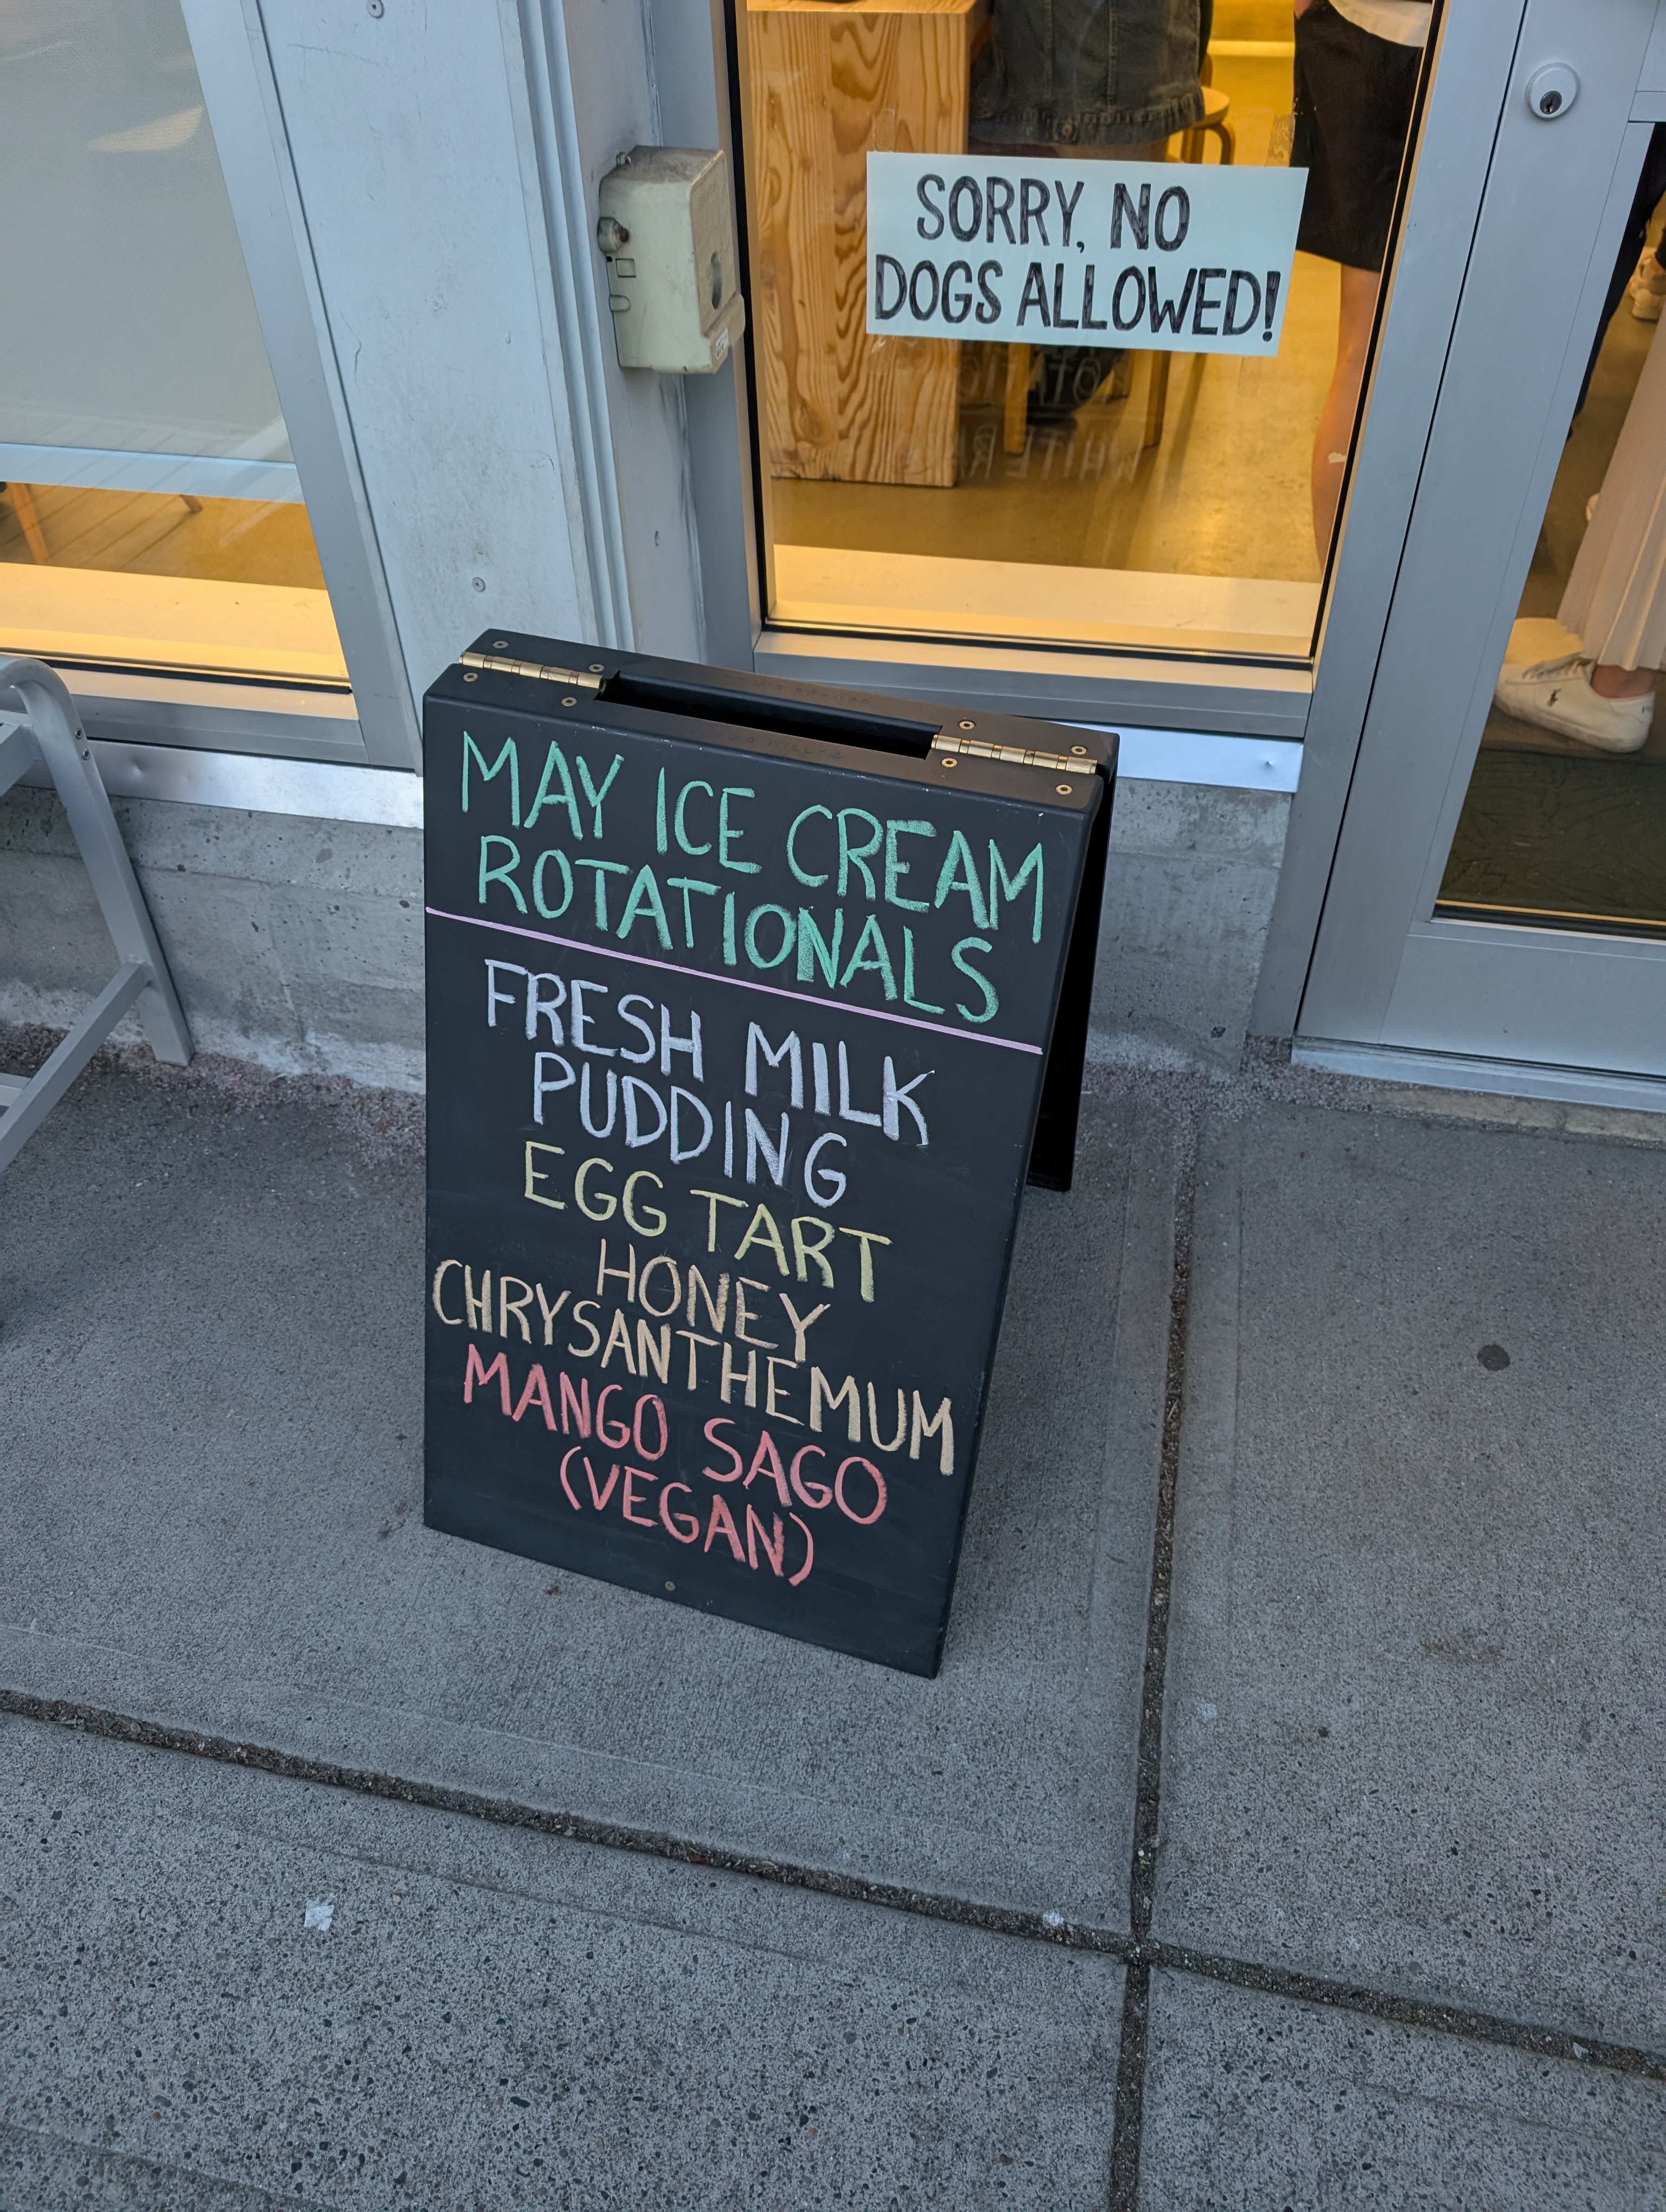 SORRY, NO
DOGS ALLOWED!
MAY ICE CREAM
ROTATIONALS
FRESH MILK
PUDDING
EGG TART
HONEY
CHRYSANTHEMUM
MANGO SAGO
(VEGAN)